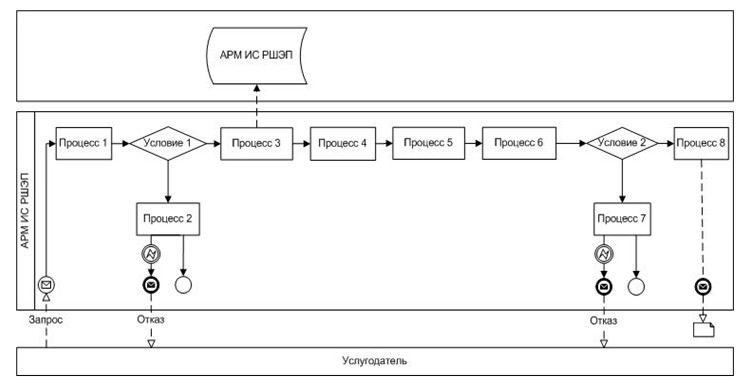 АРМ ИС РШЭП
АРМ ИС РШЭП
Процесс 1
Условие 1
Процесс 3
Процесс 4
Процесс 5
Процесс 6
Условие 2
Процесс 8
Процесс 2
Процесс 7
Запрос
Отказ
Отказ
Услугодатель